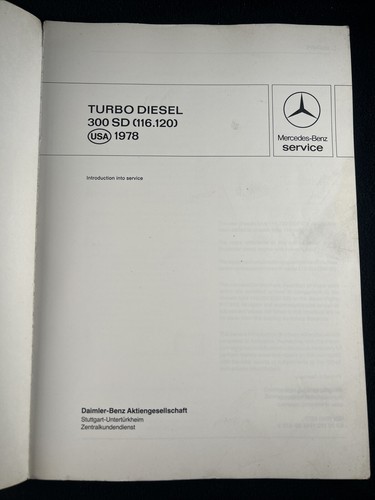 TURBO DIESEL
300 SD (116.120)
USA 1978
Mercedes-Benz
service
Introduction into service
Daimler-Benz Aktiengesellschaft
Stuttgart-Untertürkheim
Zentralkundendienst